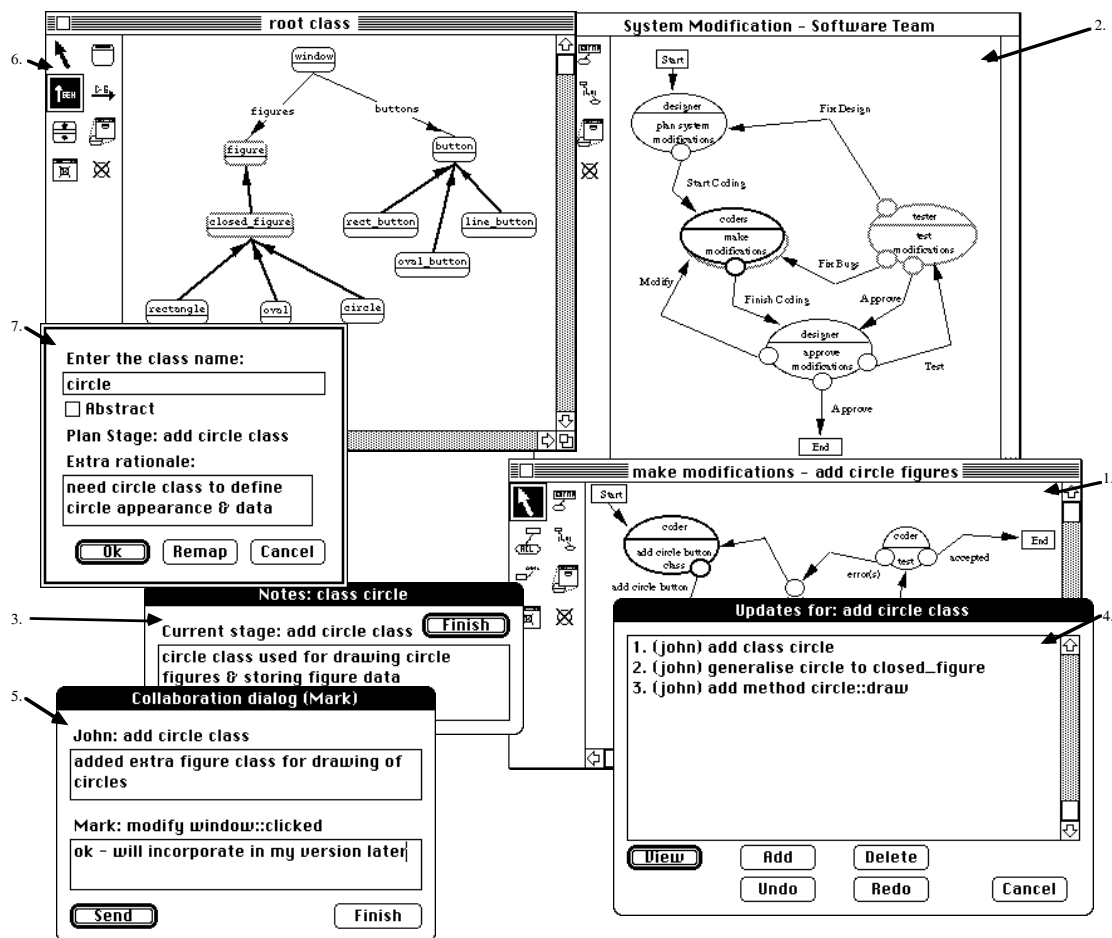 root class
6.
window
figures
buttons
figure
button
closed_figure
rect_button
line_button
oval_button
rectangle
oval
circle
System Modification - Software Team
2.
Start
designer
plan system
modifications
Fix Design
Start Coding
coders
make
modifications
tester
test
modifications
Fix Bugs
Modify
Finish Coding
Approve
designer
approve
modifications
Test
Approve
End
7.
Enter the class name:
circle
Abstract
Plan Stage: add circle class
Extra rationale:
need circle class to define
circle appearance & data
Ok
Remap
Cancel
make modifications - add circle figures
1.
Start
coder
add circle button
class
add circle button
coder
test
error(s)
accepted
End
Notes: class circle
3.
Current stage: add circle class
Finish
circle class used for drawing circle
figures & storing figure data
Updates for: add circle class
4.
1. (john) add class circle
2. (john) generalise circle to closed_figure
3. (john) add method circle::draw
View
Add
Delete
Undo
Redo
Cancel
Collaboration dialog (Mark)
5.
John: add circle class
added extra figure class for drawing of
circles
Mark: modify window::clicked
ok - will incorporate in my version later
Send
Finish